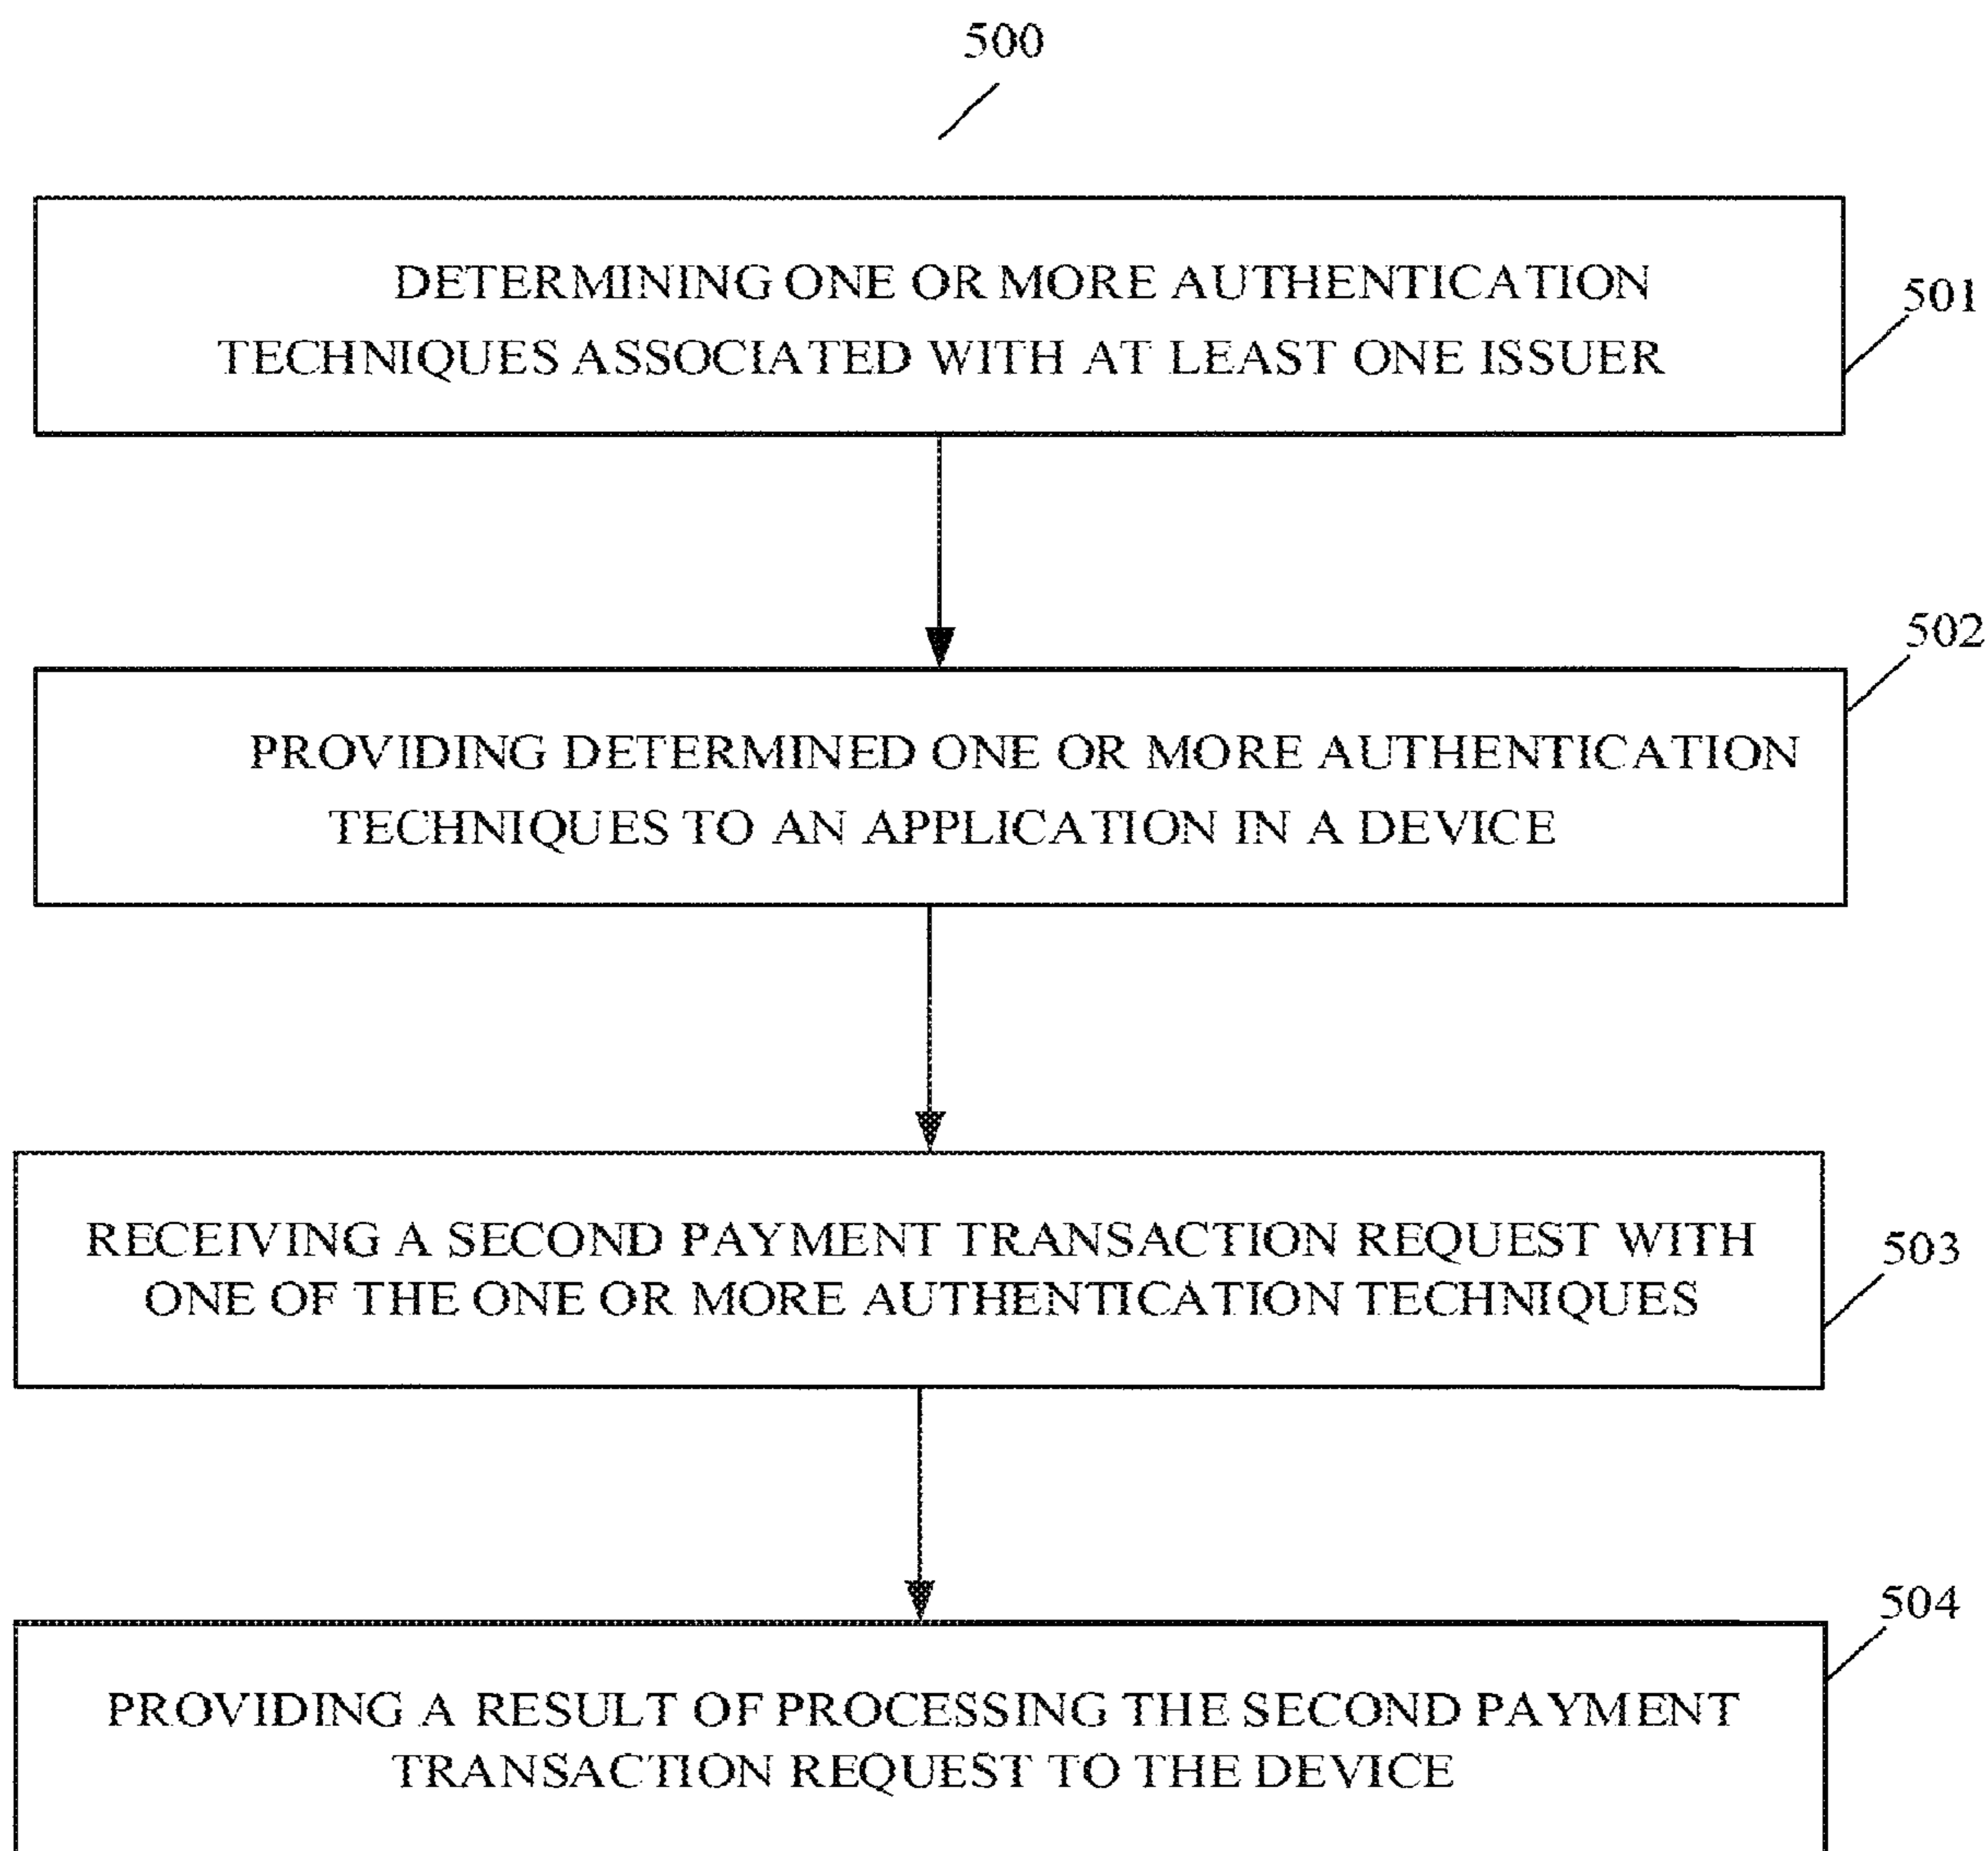 500
DETERMINING ONE OR MORE AUTHENTICATION
TECHNIQUES ASSOCIATED WITH AT LEAST ONE ISSUER
501
502
PROVIDING DETERMINED ONE OR MORE AUTHENTICATION
TECHNIQUES TO AN APPLICATION IN A DEVICE
RECEIVING A SECOND PAYMENT TRANSACTION REQUEST WITH
ONE OF THE ONE OR MORE AUTHENTICATION TECHNIQUES
503
504
PROVIDING A RESULT OF PROCESSING THE SECOND PAYMENT
TRANSACTION REQUEST TO THE DEVICE